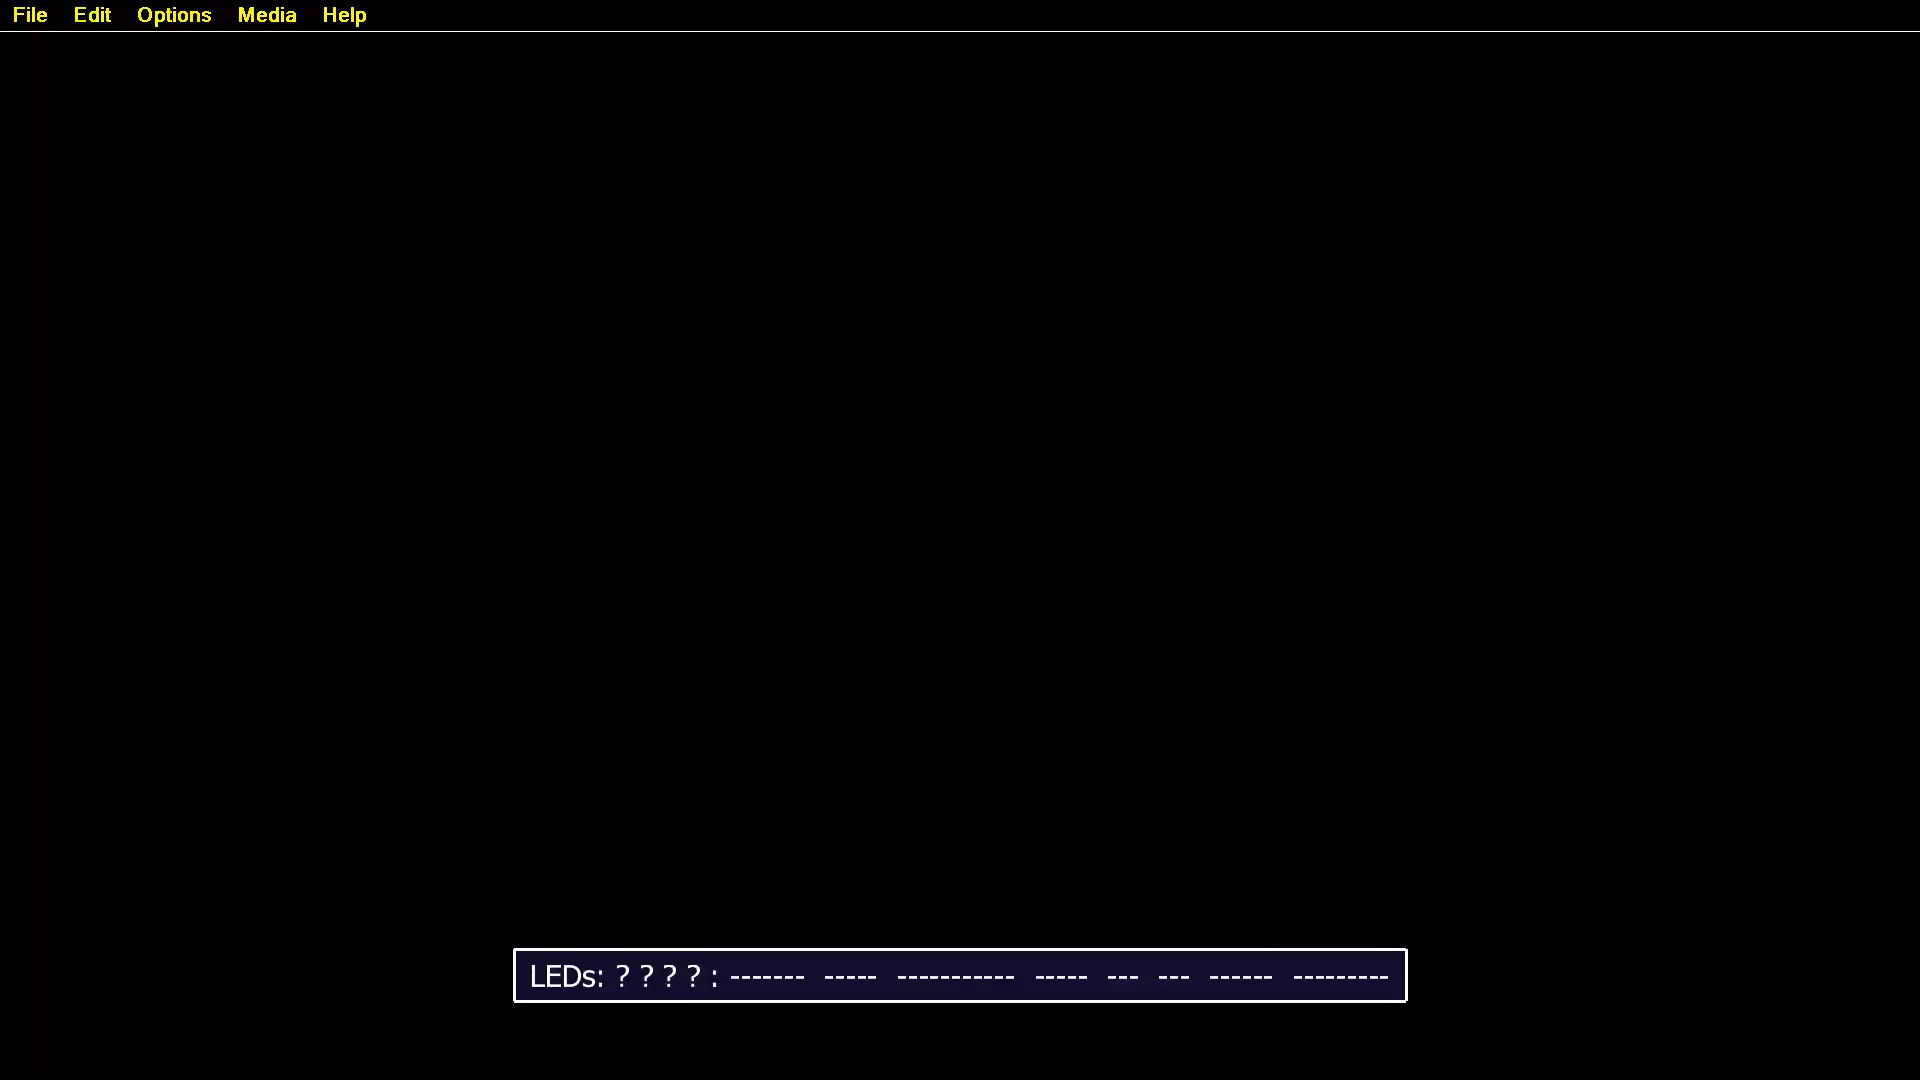 File Edit Options Media Help
LEDs: ? ? ? ? : ------- ----- ----------- ----- --- --- ------ ---------